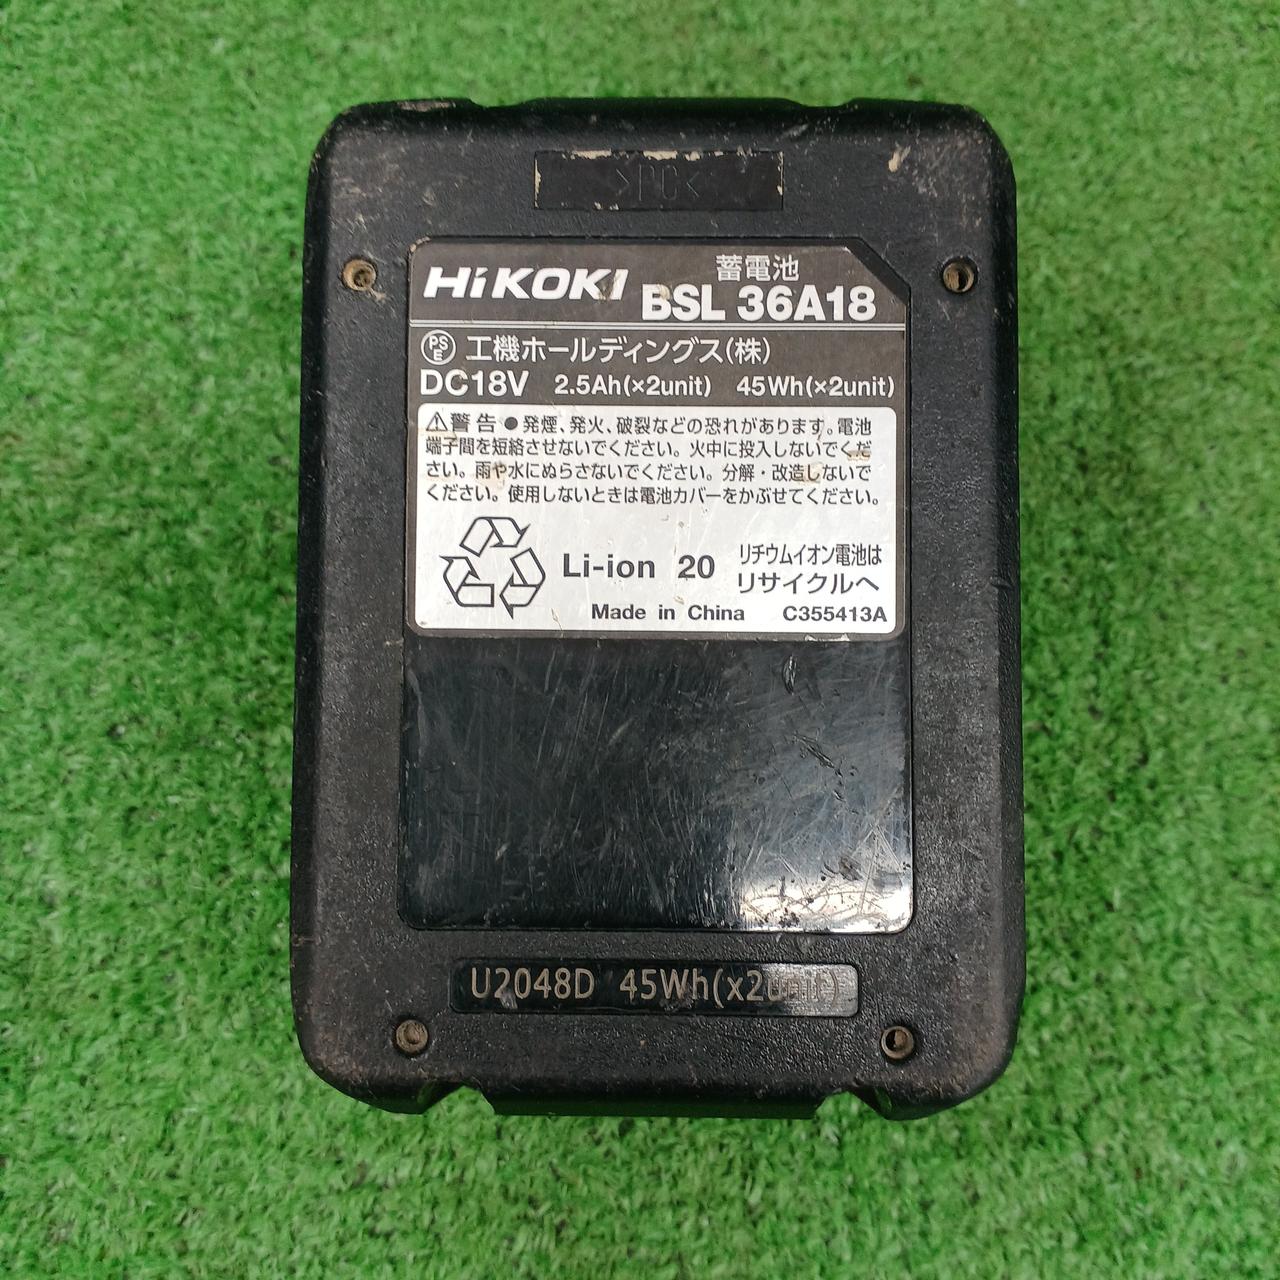 >PC<
HiKOKI 蓄電池 BSL 36A18
PSE 工機ホールディングス(株)
DC18V 2.5Ah(×2unit) 45Wh(×2unit)
⚠警告 ●発煙、発火、破裂などの恐れがあります。電池
端子間を短絡させないでください。火中に投入しないでくだ
さい。雨や水にぬらさないでください。分解・改造しないで
ください。使用しないときは電池カバーをかぶせてください。
Li-ion 20 リチウムイオン電池は
リサイクルへ
Made in China C355413A
U2048D 45Wh(x2unit)